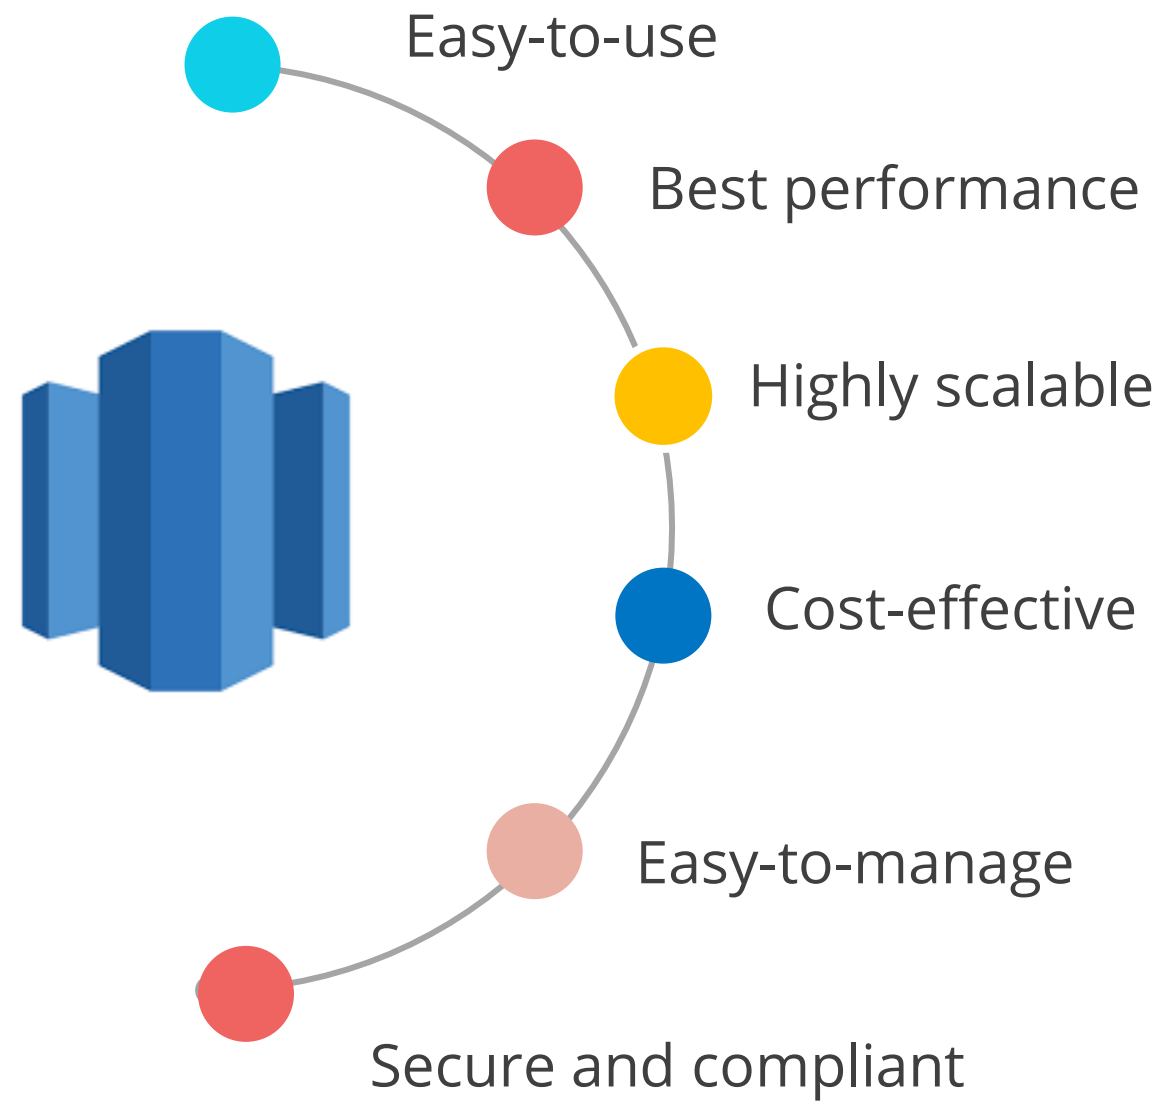 Easy-to-use
Best performance
Highly scalable
Cost-effective
Easy-to-manage
Secure and compliant